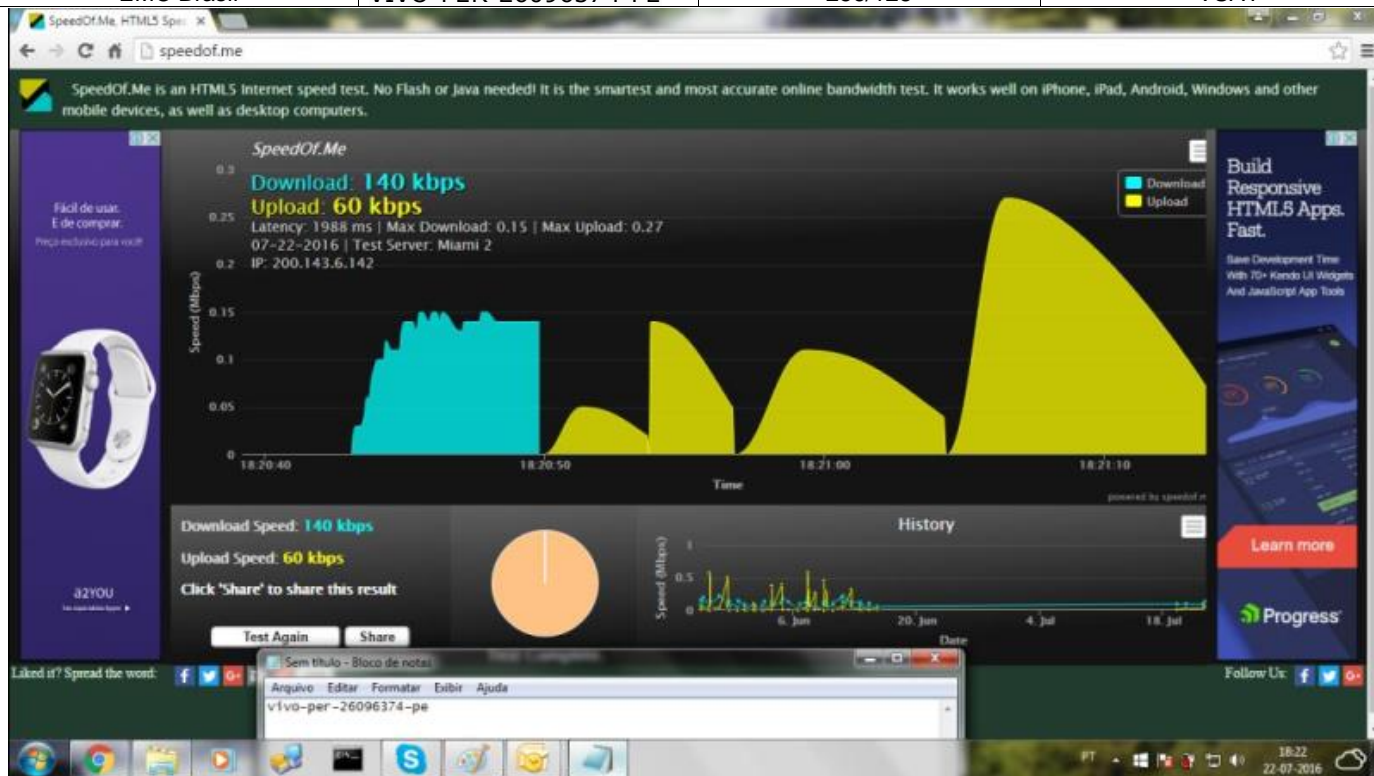 SpeedOf.Me, HTML5 Spe
speedof.me
SpeedOf.Me is an HTML5 Internet speed test. No Flash or Java needed! It is the smartest and most accurate online bandwidth test. It works well on iPhone, iPad, Android, Windows and other
mobile devices, as well as desktop computers.
Fácil de usar.
E de comprar.
Preço exclusivo para você!
a2YOU
SpeedOf.Me
Download: 140 kbps
Upload: 60 kbps
Latency: 1988 ms | Max Download: 0.15 | Max Upload: 0.27
07-22-2016 | Test Server: Miami 2
IP: 200.143.6.142
Download
Upload
Speed (Mbps)
0.3
0.25
0.2
0.15
0.1
0.05
0
18:20:40
18:20:50
18:21:00
18:21:10
Time
Build
Responsive
HTML5 Apps.
Fast.
Save Development Time
With 70+ Kendo UI Widgets
And JavaScript App Tools
Learn more
Progress
Download Speed: 140 kbps
Upload Speed: 60 kbps
Click 'Share' to share this result
Test Again
Share
History
Speed (Mbps)
1
0.5
0
6. Jun
20. Jun
4. Jul
18. Jul
Date
Liked it? Spread the word:
Follow Us:
Sem título - Bloco de notas
Arquivo Editar Formatar Exibir Ajuda
vivo-per-26096374-pe
PT
18:22
22-07-2016